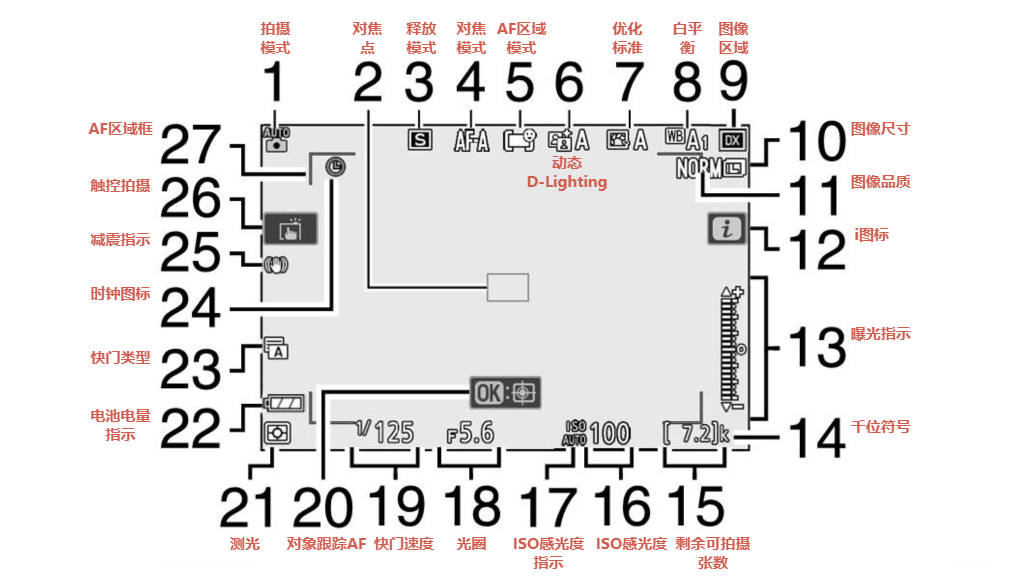 拍摄
模式
对焦
点
释放
模式
对焦
模式
AF区域
模式
优化
标准
白平
衡
图像
区域
1 2 3 4 5 6 7 8 9
AUTO S AF-A A A WB A1 DX
动态
D-Lighting
AF区域框
27
10
图像尺寸
NORM L
触控拍摄
26
11
图像品质
减震指示
25
i
12
i图标
时钟图标
24
快门类型
23
A
13
曝光指示
电池电量
指示
22
OK:
14
千位符号
1/125 F5.6 ISO AUTO 100 [ 7.2]k
21 20 19 18 17 16 15
测光
对象跟踪AF
快门速度
光圈
ISO感光度
指示
ISO感光度
剩余可拍摄
张数